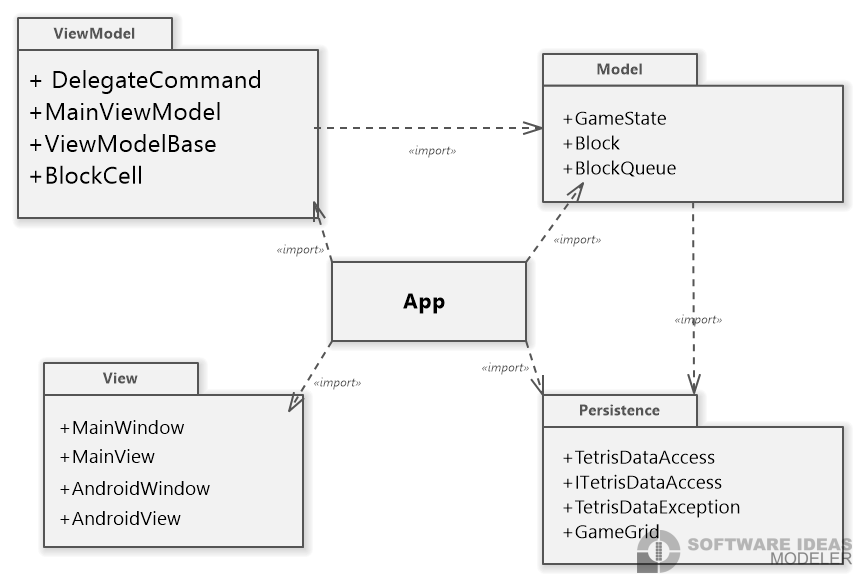 ViewModel
+ DelegateCommand
+MainViewModel
+ViewModelBase
+BlockCell
Model
+GameState
+Block
+BlockQueue
«import»
«import»
«import»
App
«import»
«import»
«import»
View
+MainWindow
+MainView
+AndroidWindow
+AndroidView
Persistence
+TetrisDataAccess
+ITetrisDataAccess
+TetrisDataException
+GameGrid
SOFTWARE IDEAS
MODELER